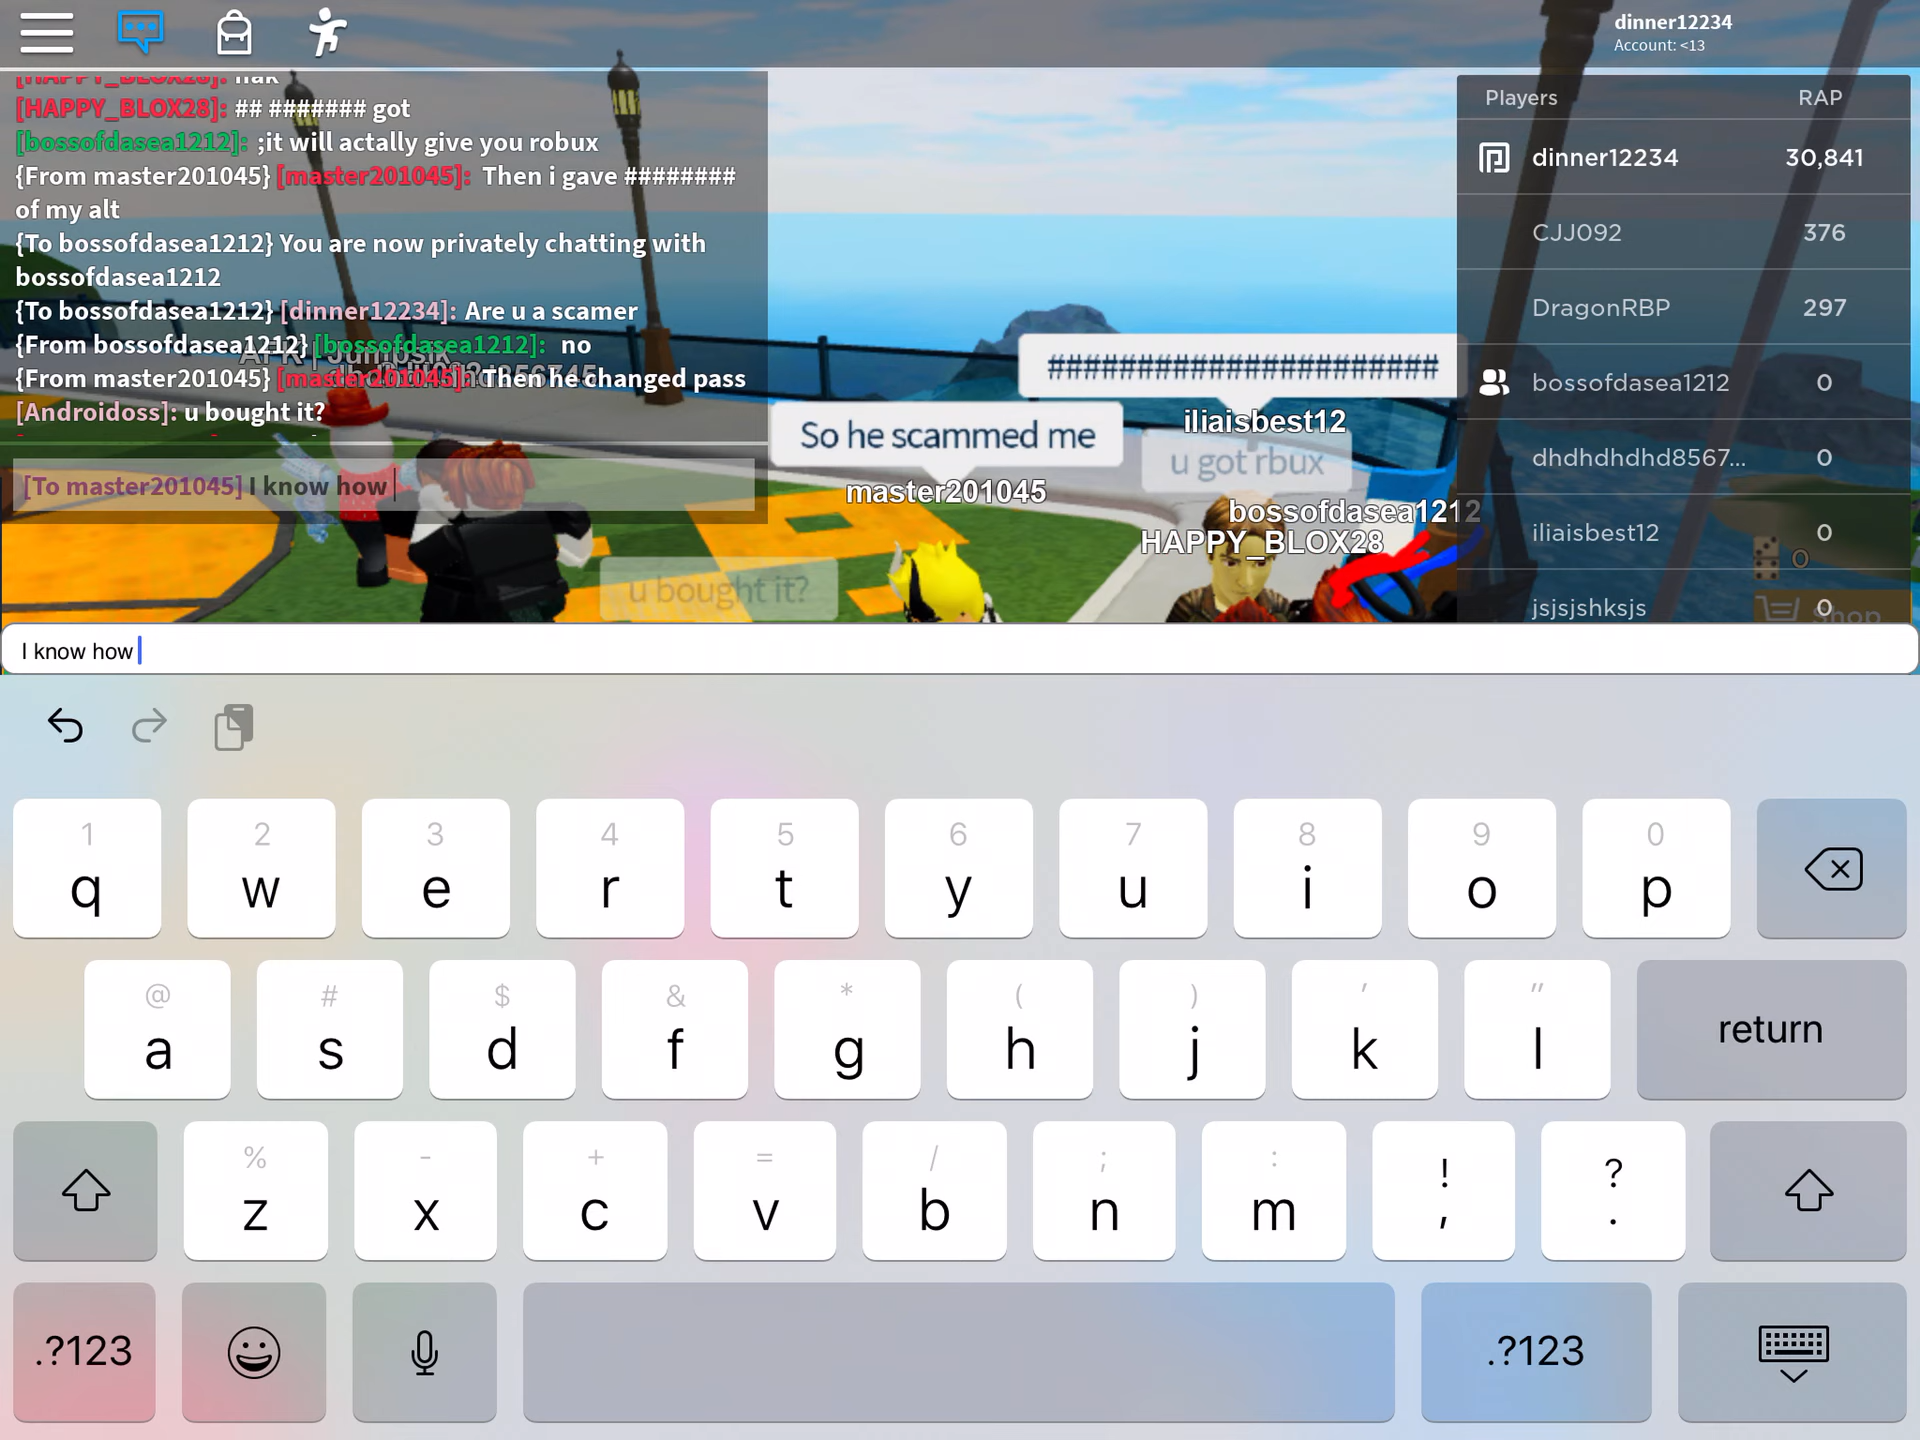 dinner12234
Account: <13
[HAPPY_BLOX28]: nak
[HAPPY_BLOX28]: ## ####### got
[bossofdasea1212]: ;it will actally give you robux
{From master201045} [master201045]: Then i gave ########
of my alt
{To bossofdasea1212} You are now privately chatting with
bossofdasea1212
{To bossofdasea1212} [dinner12234]: Are u a scamer
{From bossofdasea1212} [bossofdasea1212]: no
{From master201045} [master201045]: Then he changed pass
[Androidoss]: u bought it?
[To master201045] I know how
Players RAP
dinner12234 30,841
CJJ092 376
DragonRBP 297
bossofdasea1212 0
dhdhdhdhd8567... 0
iliaisbest12 0
jsjsjshksjs 0
0
Shop
######################
iliaisbest12
So he scammed me
master201045
u got rbux
bossofdasea1212
HAPPY_BLOX28
u bought it?
I know how
1 2 3 4 5 6 7 8 9 0
q w e r t y u i o p
@ # $ & * ( ) ' "
a s d f g h j k l return
% - + = / ; : ! ?
z x c v b n m , .
.?123 .?123